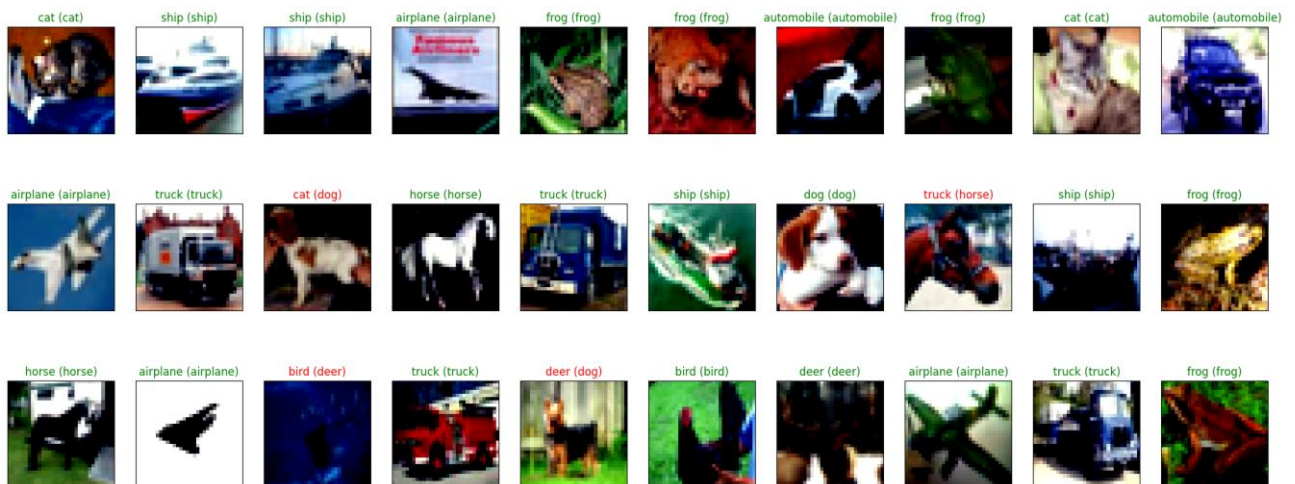 cat (cat) ship (ship) ship (ship) airplane (airplane) frog (frog) frog (frog) automobile (automobile) frog (frog) cat (cat) automobile (automobile)
Famous
Airliners
airplane (airplane) truck (truck) cat (dog) horse (horse) truck (truck) ship (ship) dog (dog) truck (horse) ship (ship) frog (frog)
horse (horse) airplane (airplane) bird (deer) truck (truck) deer (dog) bird (bird) deer (deer) airplane (airplane) truck (truck) frog (frog)